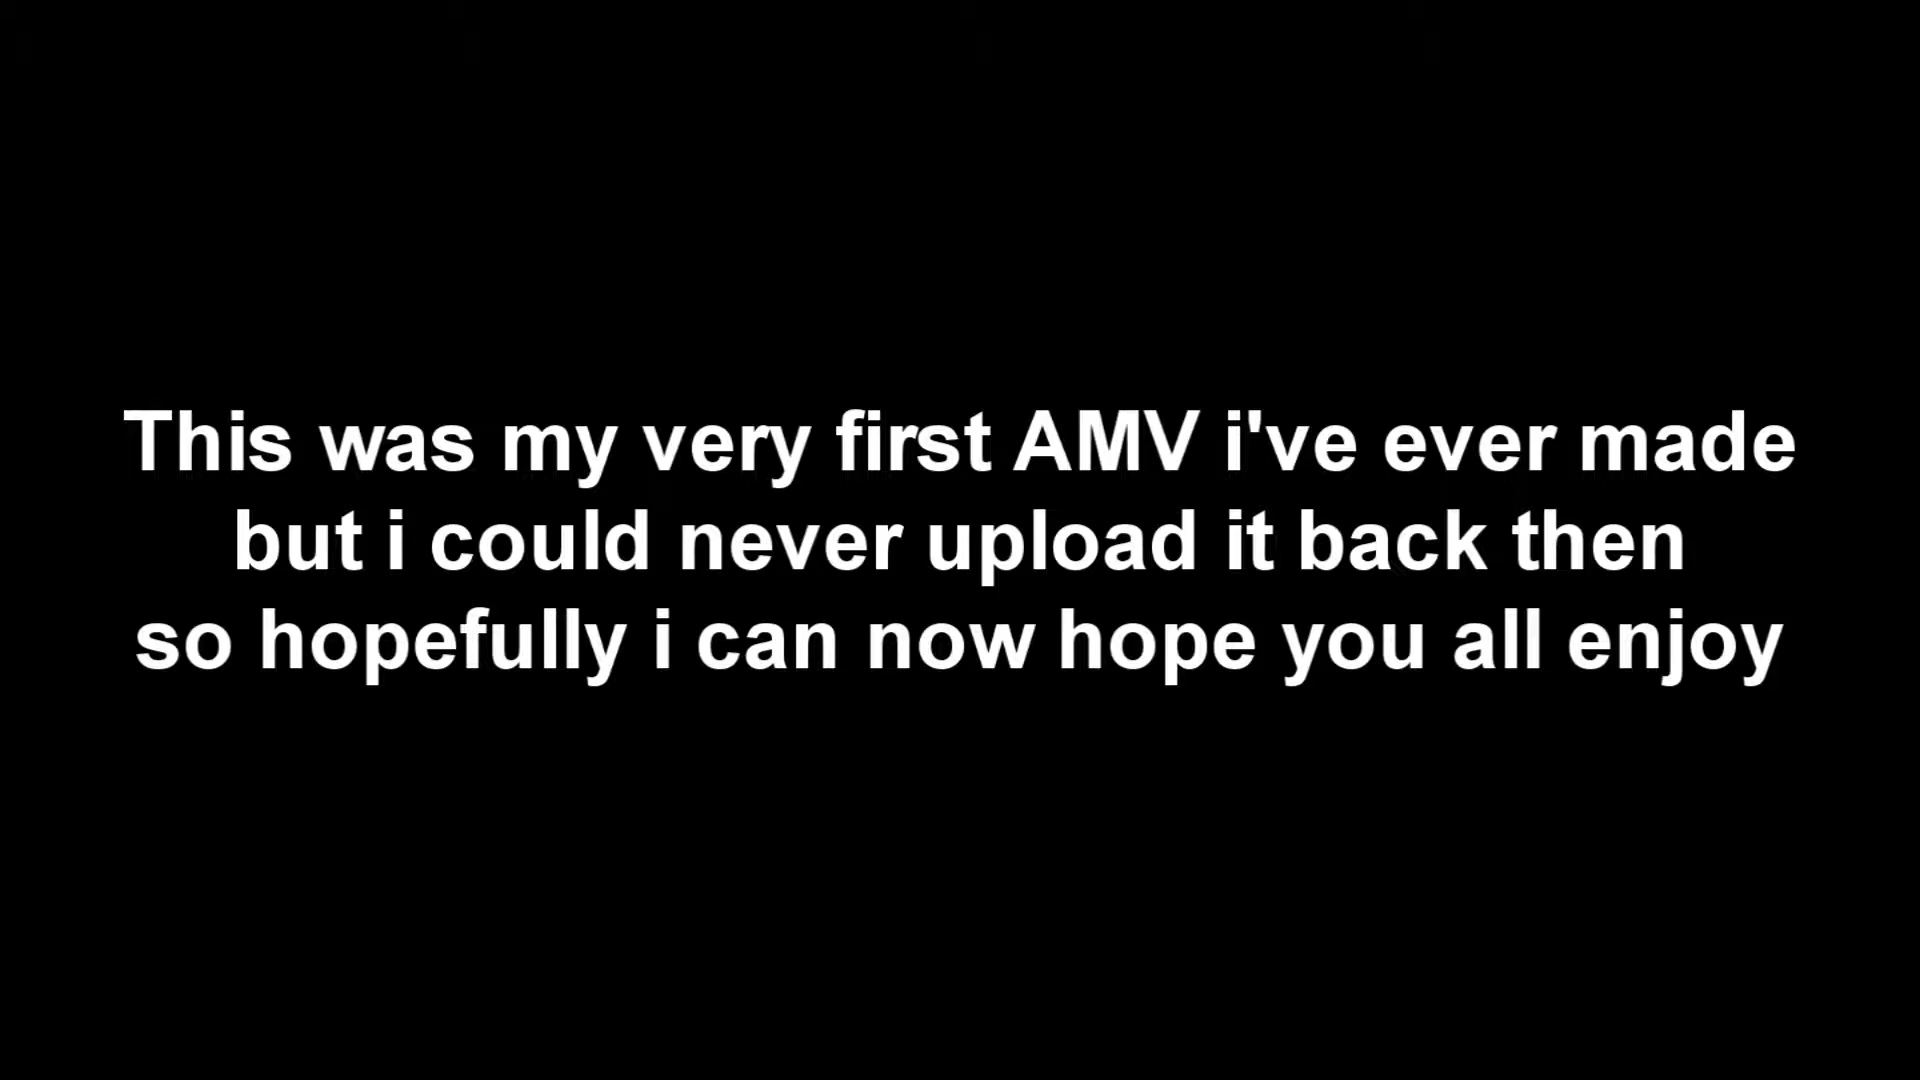 This was my very first AMV i've ever made
but i could never upload it back then
so hopefully i can now hope you all enjoy